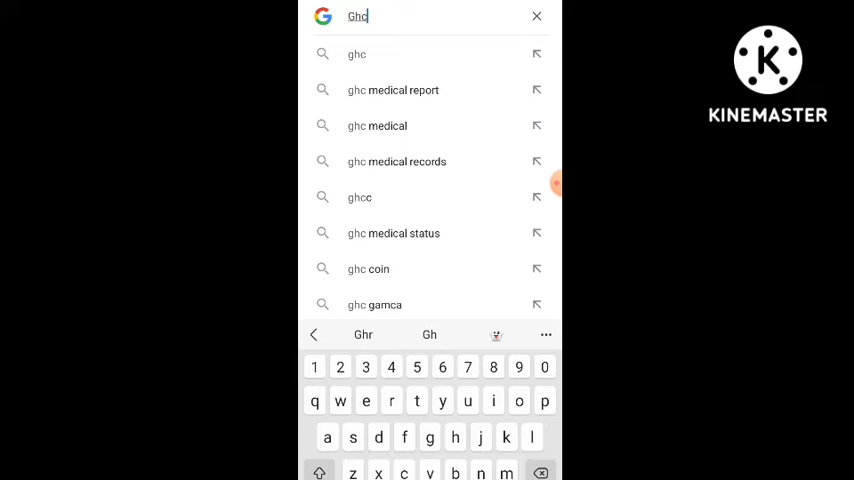 Ghc
ghc
ghc medical report
ghc medical
ghc medical records
ghcc
ghc medical status
ghc coin
ghc gamca
Ghr Gh
1 2 3 4 5 6 7 8 9 0
q w e r t y u i o p
a s d f g h j k l
z x c v b n m
K
KINEMASTER